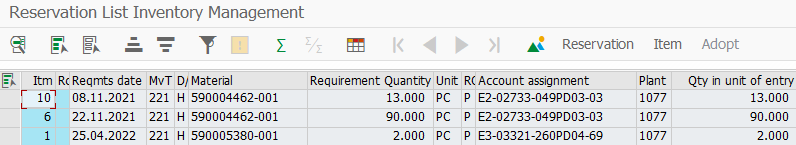 Reservation List Inventory Management
Σ Σ/Σ Reservation Item Adopt
Itm Rc Reqmts date MvT D/ Material Requirement Quantity Unit RC Account assignment Plant Qty in unit of entry
10 08.11.2021 221 H 590004462-001 13.000 PC P E2-02733-049PD03-03 1077 13.000
6 22.11.2021 221 H 590004462-001 90.000 PC P E2-02733-049PD03-03 1077 90.000
1 25.04.2022 221 H 590005380-001 2.000 PC P E3-03321-260PD04-69 1077 2.000